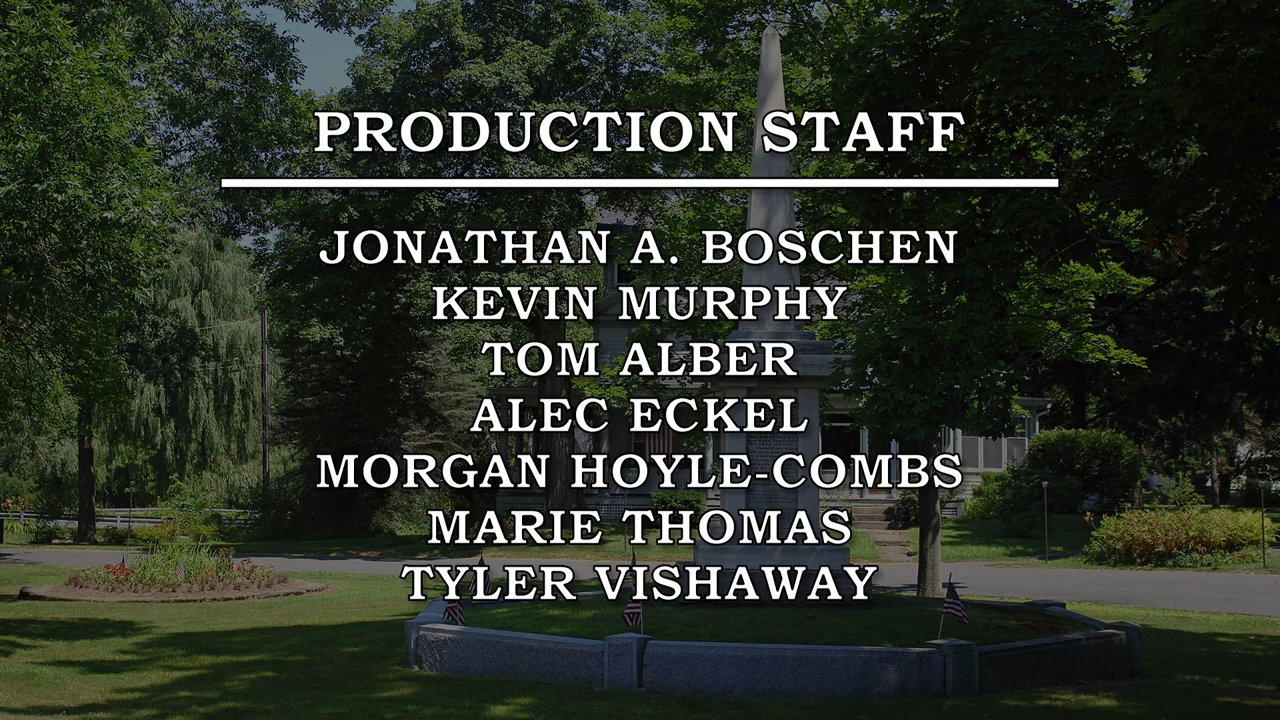 PRODUCTION STAFF
JONATHAN A. BOSCHEN
KEVIN MURPHY
TOM ALBER
ALEC ECKEL
MORGAN HOYLE-COMBS
MARIE THOMAS
TYLER VISHAWAY